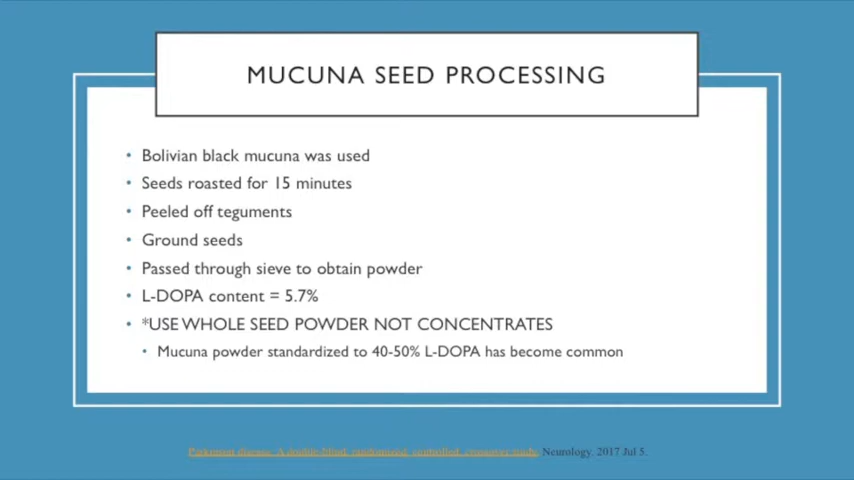 MUCUNA SEED PROCESSING
• Bolivian black mucuna was used
• Seeds roasted for 15 minutes
• Peeled off teguments
• Ground seeds
• Passed through sieve to obtain powder
• L-DOPA content = 5.7%
• *USE WHOLE SEED POWDER NOT CONCENTRATES
• Mucuna powder standardized to 40-50% L-DOPA has become common
Parkinson disease: A double-blind, randomized, controlled, crossover study. Neurology. 2017 Jul 5.